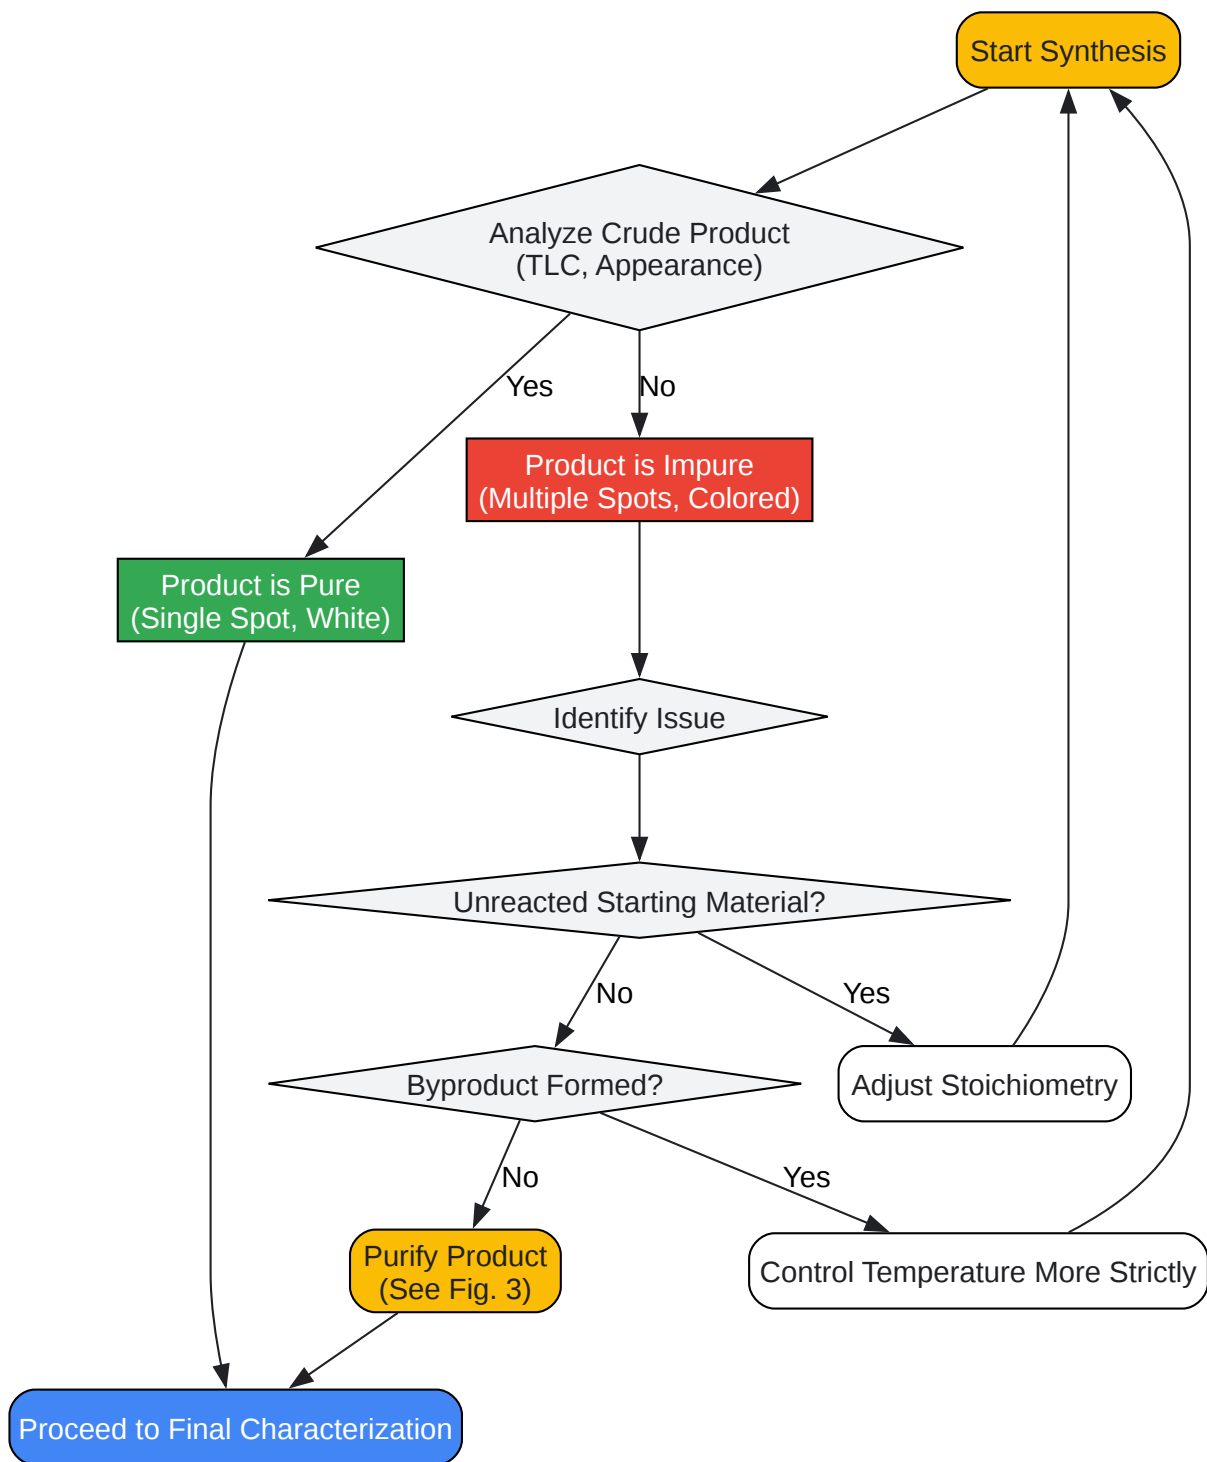 Start Synthesis
Analyze Crude Product
(TLC, Appearance)
Yes
No
Product is Impure
(Multiple Spots, Colored)
Product is Pure
(Single Spot, White)
Identify Issue
Unreacted Starting Material?
No
Yes
Byproduct Formed?
Adjust Stoichiometry
No
Yes
Purify Product
(See Fig. 3)
Control Temperature More Strictly
Proceed to Final Characterization